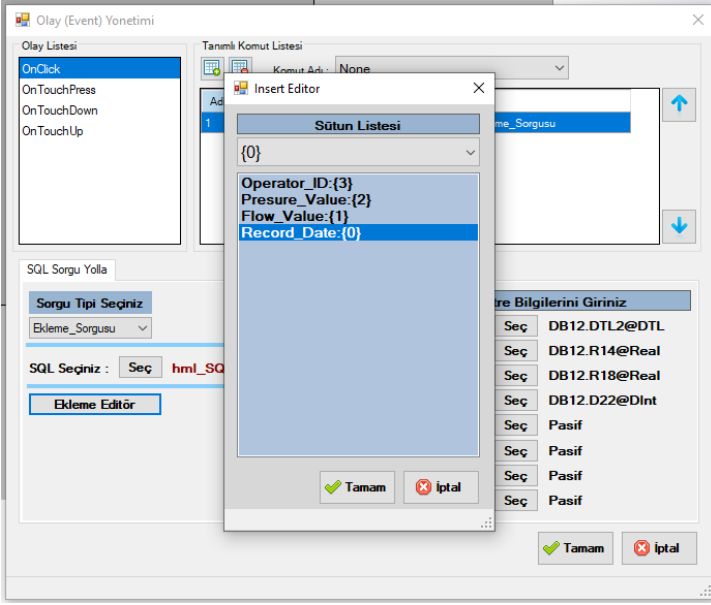 Olay (Event) Yonetimi
Olay Listesi
OnClick
OnTouchPress
OnTouchDown
OnTouchUp
Tanımlı Komut Listesi
Komut Adı : None
Ad
1
me_Sorgusu
Insert Editor
Sütun Listesi
{0}
Operator_ID:{3}
Presure_Value:{2}
Flow_Value:{1}
Record_Date:{0}
Tamam
İptal
SQL Sorgu Yolla
Sorgu Tipi Seçiniz
Ekleme_Sorgusu
SQL Seçiniz : Seç hml_SQ
Ekleme Editör
tre Bilgilerini Giriniz
Seç DB12.DTL2@DTL
Seç DB12.R14@Real
Seç DB12.R18@Real
Seç DB12.D22@DInt
Seç Pasif
Seç Pasif
Seç Pasif
Seç Pasif
Tamam
İptal